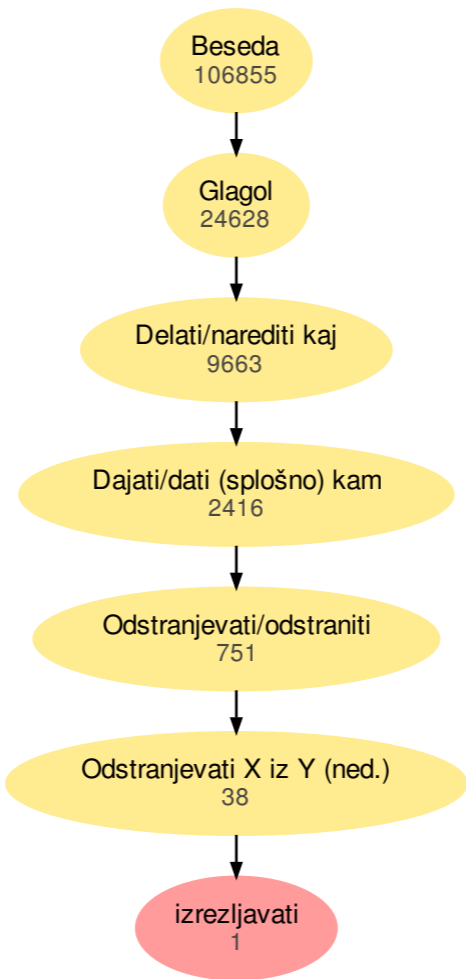 Beseda
106855
Glagol
24628
Delati/narediti kaj
9663
Dajati/dati (splošno) kam
2416
Odstranjevati/odstraniti
751
Odstranjevati X iz Y (ned.)
38
izrezljavati
1